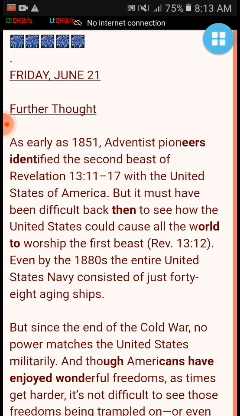 0.0KB/s
0.0KB/s
75% 8:13 AM
No internet connection
.
FRIDAY, JUNE 21
Further Thought
As early as 1851, Adventist pioneers
identified the second beast of
Revelation 13:11–17 with the United
States of America. But it must have
been difficult back then to see how the
United States could cause all the world
to worship the first beast (Rev. 13:12).
Even by the 1880s the entire United
States Navy consisted of just forty-
eight aging ships.
But since the end of the Cold War, no
power matches the United States
militarily. And though Americans have
enjoyed wonderful freedoms, as times
get harder, it's not difficult to see those
freedoms being trampled on—or even